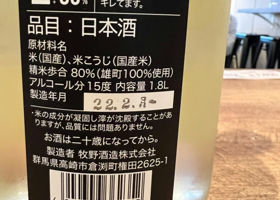 キレてます。
品目:日本酒
原材料名
米(国産)、米こうじ(国産米)
精米歩合 80%(雄町100%使用)
アルコール分15度 内容量1.8L
製造年月 22.2.
・米の成分が凝固し滓が沈殿することがあ
りますが、品質には問題ありません。
・お酒は二十歳になってから。
製造者 牧野酒造株式会社
群馬県高崎市倉渕町権田2625-1